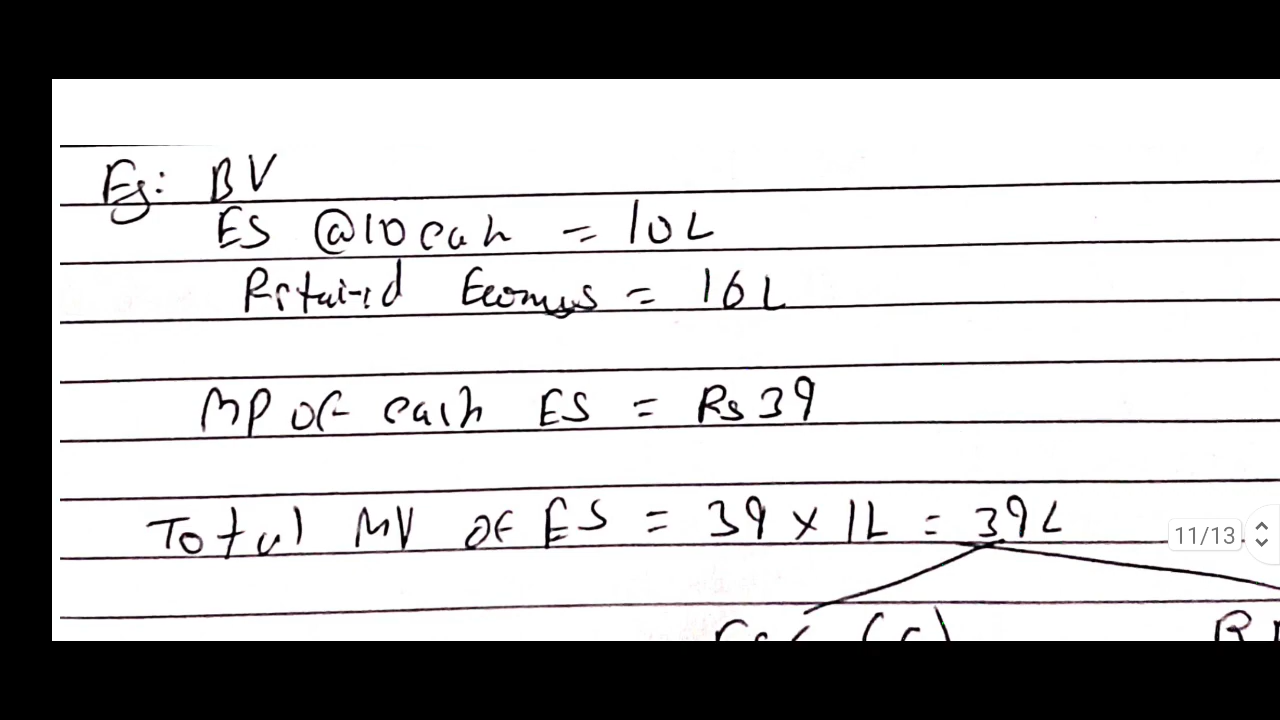 Eg: BV
ES @10 each = 10L
Retained = 16L
MP of each ES = Rs 39
Total MV of ES = 39 x 1L = 39L
11/13